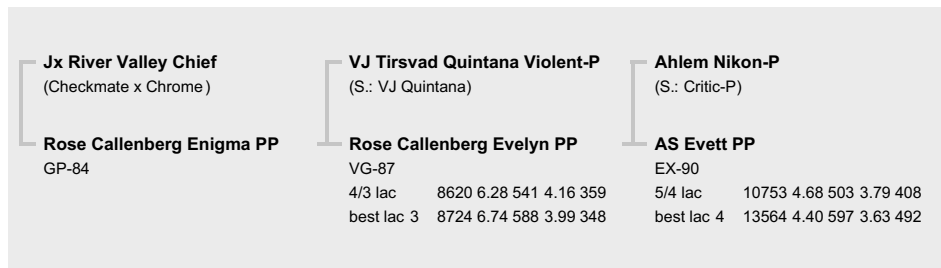 Jx River Valley Chief
(Checkmate x Chrome)
Rose Callenberg Enigma PP
GP-84
VJ Tirsvad Quintana Violent-P
(S.: VJ Quintana)
Rose Callenberg Evelyn PP
VG-87
4/3 lac 8620 6.28 541 4.16 359
best lac 3 8724 6.74 588 3.99 348
Ahlem Nikon-P
(S.: Critic-P)
AS Evett PP
EX-90
5/4 lac 10753 4.68 503 3.79 408
best lac 4 13564 4.40 597 3.63 492